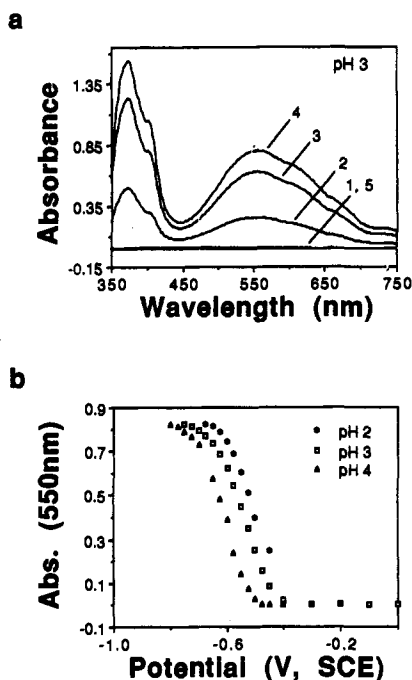 a
pH 3
Absorbance
1.35
0.85
0.35
-0.15
4
3
2
1, 5
350
450
550
650
750
Wavelength (nm)
b
Abs. (550nm)
0.9
0.7
0.5
0.3
0.1
-0.1
pH 2
pH 3
pH 4
-1.0
-0.6
-0.2
Potential (V, SCE)